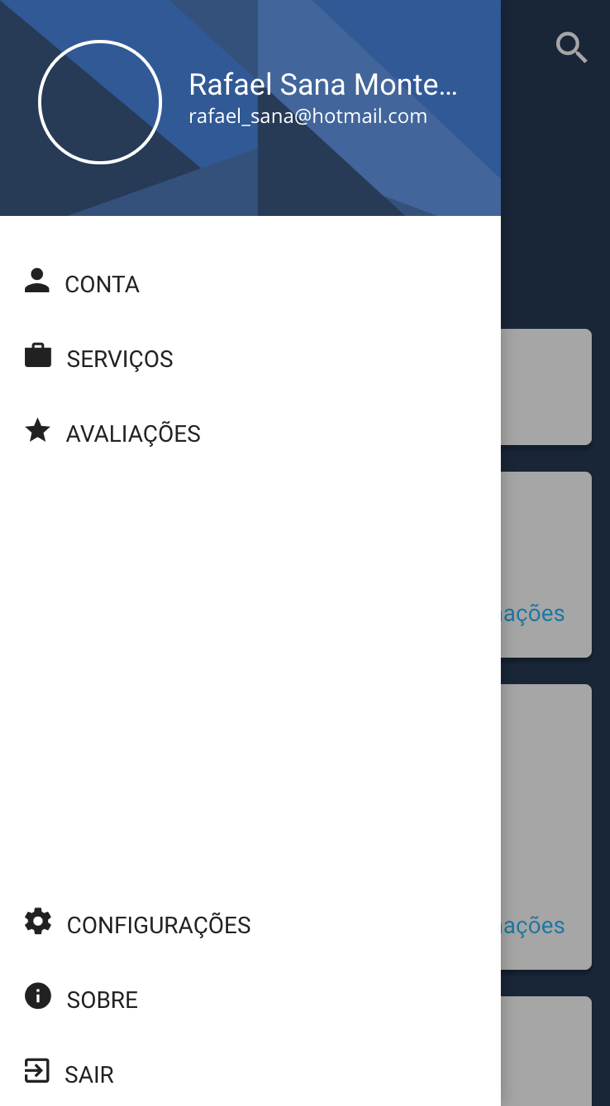 Rafael Sana Monte...
rafael_sana@hotmail.com
CONTA
SERVIÇOS
AVALIAÇÕES
ações
ações
CONFIGURAÇÕES
SOBRE
SAIR